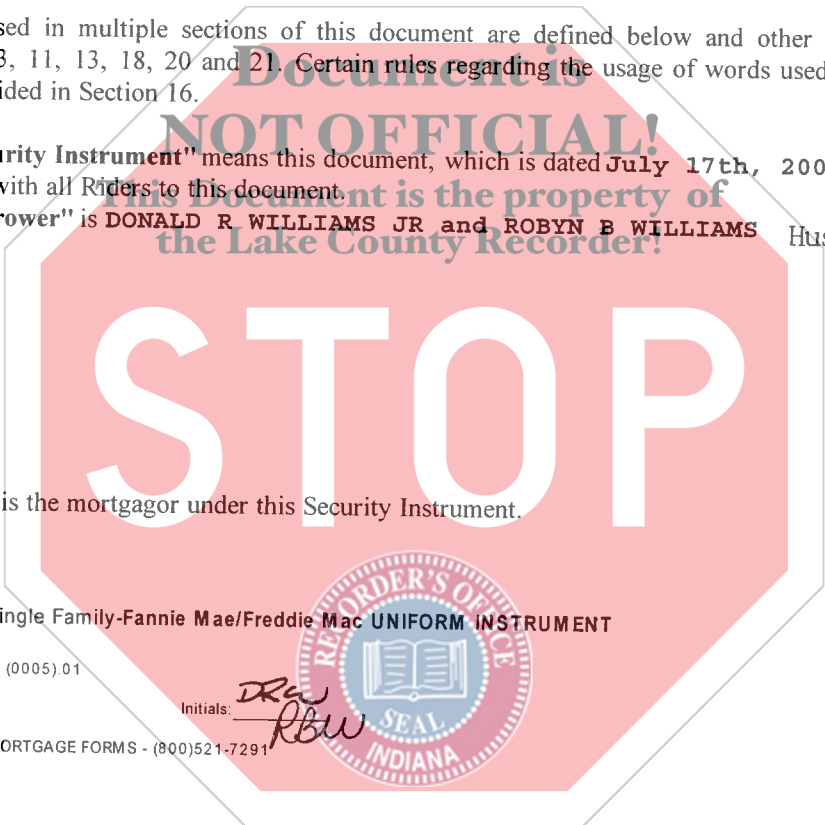 sed in multiple sections of this document are defined below and other
3, 11, 13, 18, 20 and 21. Certain rules regarding the usage of words used
ided in Section 16.
Document is
NOT OFFICIAL!
This Document is the property of
the Lake County Recorder!
urity Instrument" means this document, which is dated July 17th, 200
with all Riders to this document.
rower" is DONALD R WILLIAMS JR and ROBYN B WILLIAMS Hus
STOP
is the mortgagor under this Security Instrument.
ingle Family-Fannie Mae/Freddie Mac UNIFORM INSTRUMENT
(0005).01
Initials: DRW
RBW
ORTGAGE FORMS - (800)521-7291
RECORDER'S OFFICE
SEAL
INDIANA